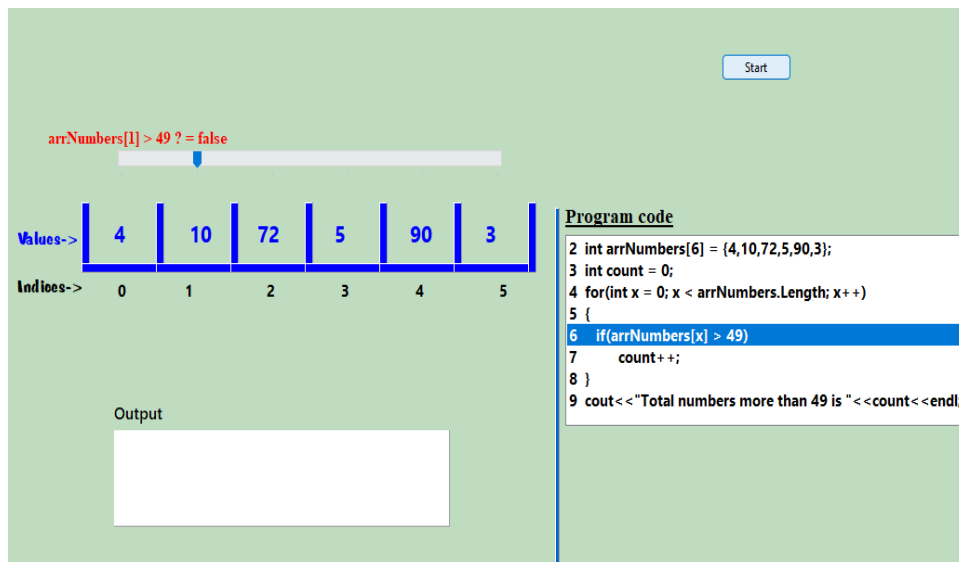 Start
arrNumbers[1] > 49 ? = false
Values-> 4 10 72 5 90 3
Indices-> 0 1 2 3 4 5
Program code
2 int arrNumbers[6] = {4,10,72,5,90,3};
3 int count = 0;
4 for(int x = 0; x < arrNumbers.Length; x++)
5 {
6 if(arrNumbers[x] > 49)
7 count++;
8 }
9 cout<<"Total numbers more than 49 is "<<count<<endl;
Output